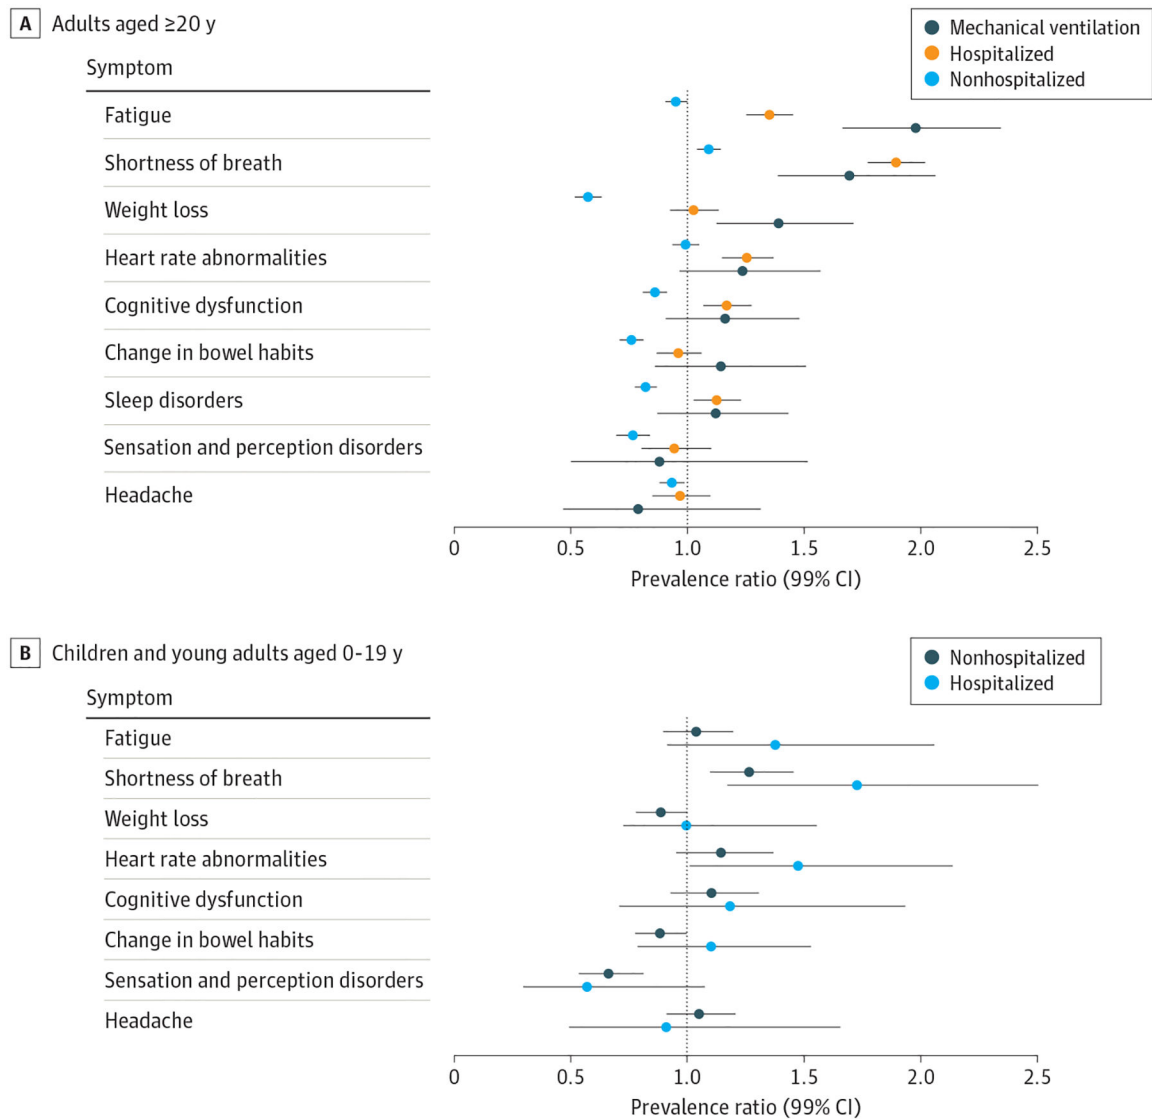 A Adults aged ≥20 y
Mechanical ventilation
Hospitalized
Nonhospitalized
Symptom
Fatigue
Shortness of breath
Weight loss
Heart rate abnormalities
Cognitive dysfunction
Change in bowel habits
Sleep disorders
Sensation and perception disorders
Headache
0 0.5 1.0 1.5 2.0 2.5
Prevalence ratio (99% CI)
B Children and young adults aged 0-19 y
Nonhospitalized
Hospitalized
Symptom
Fatigue
Shortness of breath
Weight loss
Heart rate abnormalities
Cognitive dysfunction
Change in bowel habits
Sensation and perception disorders
Headache
0 0.5 1.0 1.5 2.0 2.5
Prevalence ratio (99% CI)